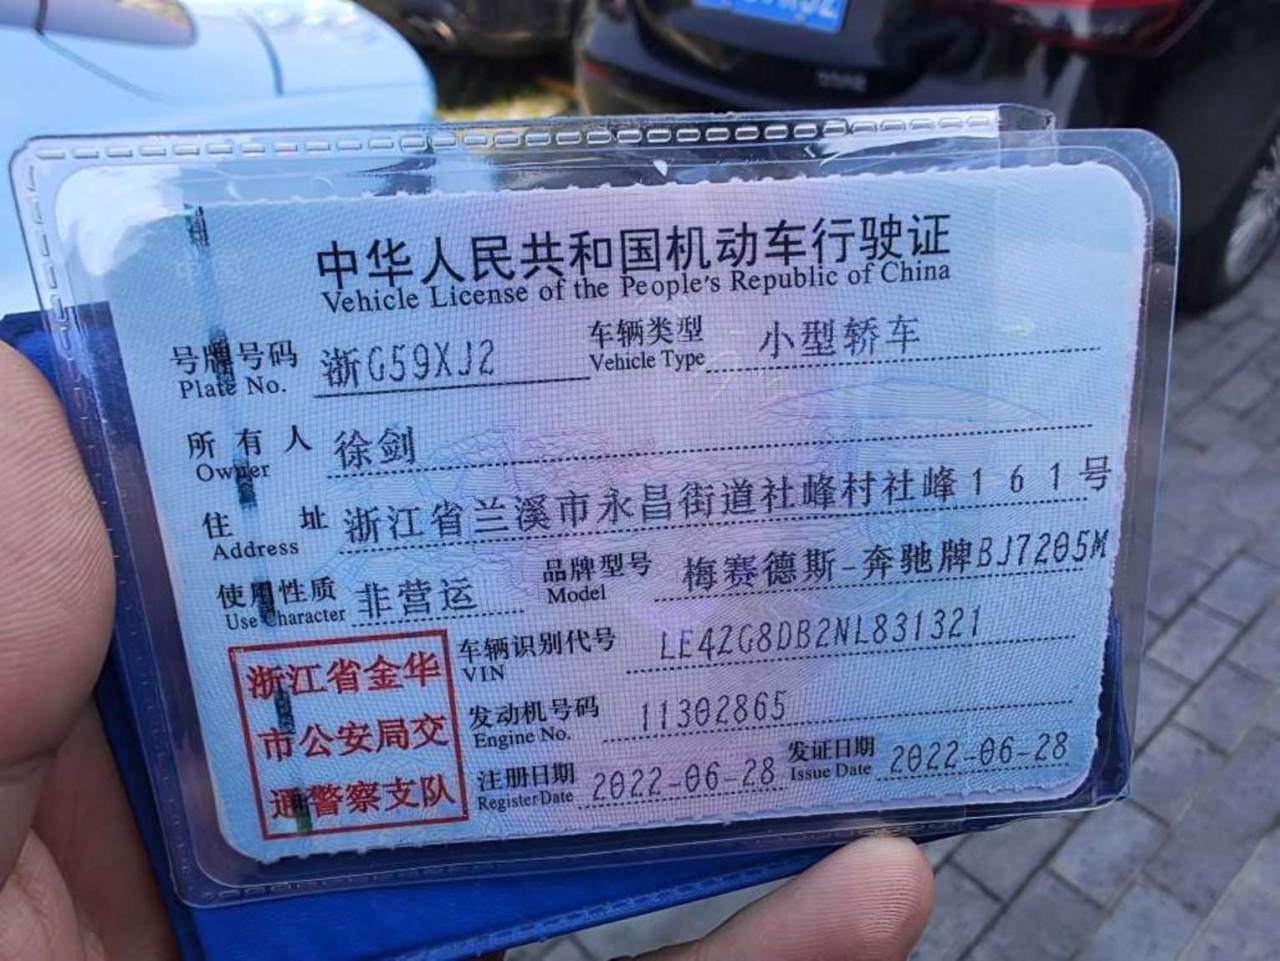 中华人民共和国机动车行驶证
Vehicle License of the People's Republic of China
号牌号码 浙G59XJ2 车辆类型 小型轿车
Plate No. Vehicle Type
所有人 徐剑
Owner
住址 浙江省兰溪市永昌街道社峰村社峰161号
Address
使用性质 非营运 品牌型号 梅赛德斯-奔驰牌BJ7205M
Use Character Model
浙江省金华
市公安局交
通警察支队
车辆识别代号 LE4ZG8DB2NL831321
VIN
发动机号码 11302865
Engine No.
注册日期 2022-06-28 发证日期 2022-06-28
Register Date Issue Date